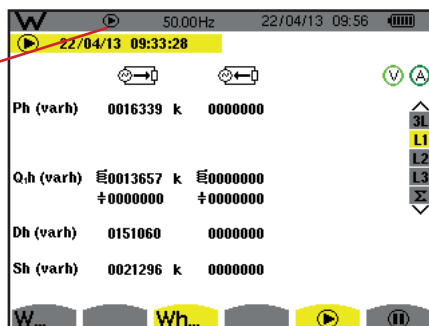 W 50.00Hz 22/04/13 09:56
22/04/13 09:33:28
V A
Ph (varh) 0016339 k 0000000
3L
L1
L2
Q₁h (varh) 0013657 k 0000000
L3
÷0000000 ÷0000000
Σ
Dh (varh) 0151060 0000000
Sh (varh) 0021296 k 0000000
W... Wh...